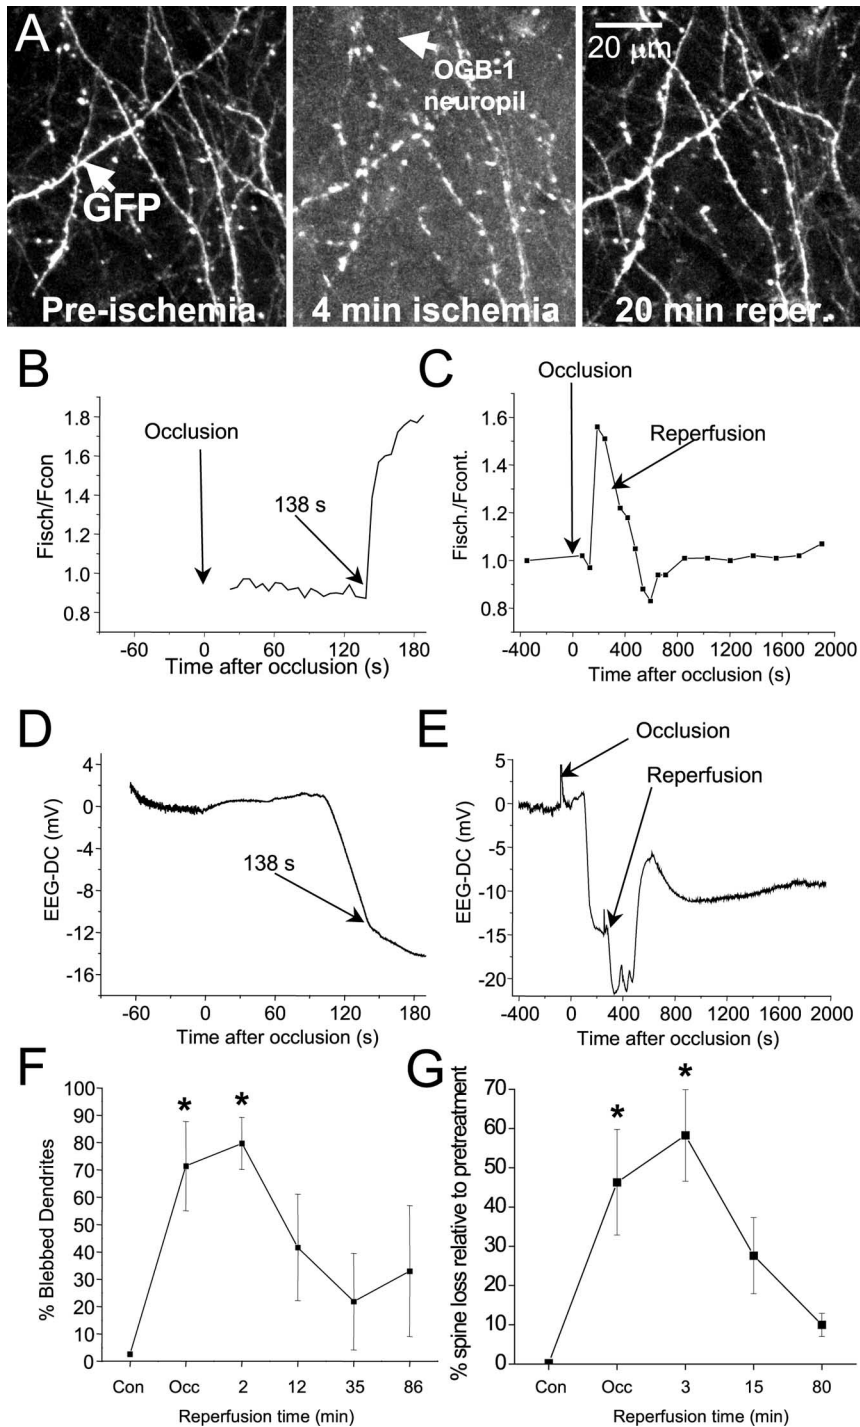 A
GFP
Pre-ischemia
OGB-1
neuropil
4 min ischemia
20 µm
20 min reper.
B
Fisch/Fcon
1.8
1.6
1.4
1.2
1.0
0.8
Occlusion
138 s
-60 0 60 120 180
Time after occlusion (s)
C
Fisch./Fcont.
1.6
1.4
1.2
1.0
0.8
Occlusion
Reperfusion
-400 0 400 800 1200 1600 2000
Time after occlusion (s)
D
EEG-DC (mV)
4
0
-4
-8
-12
-16
138 s
-60 0 60 120 180
Time after occlusion (s)
E
EEG-DC (mV)
5
0
-5
-10
-15
-20
Occlusion
Reperfusion
-400 0 400 800 1200 1600 2000
Time after occlusion (s)
F
% Blebbed Dendrites
100
90
80
70
60
50
40
30
20
10
0
* *
Con Occ 2 12 35 86
Reperfusion time (min)
G
% spine loss relative to pretreatment
70
60
50
40
30
20
10
0
* *
Con Occ 3 15 80
Reperfusion time (min)